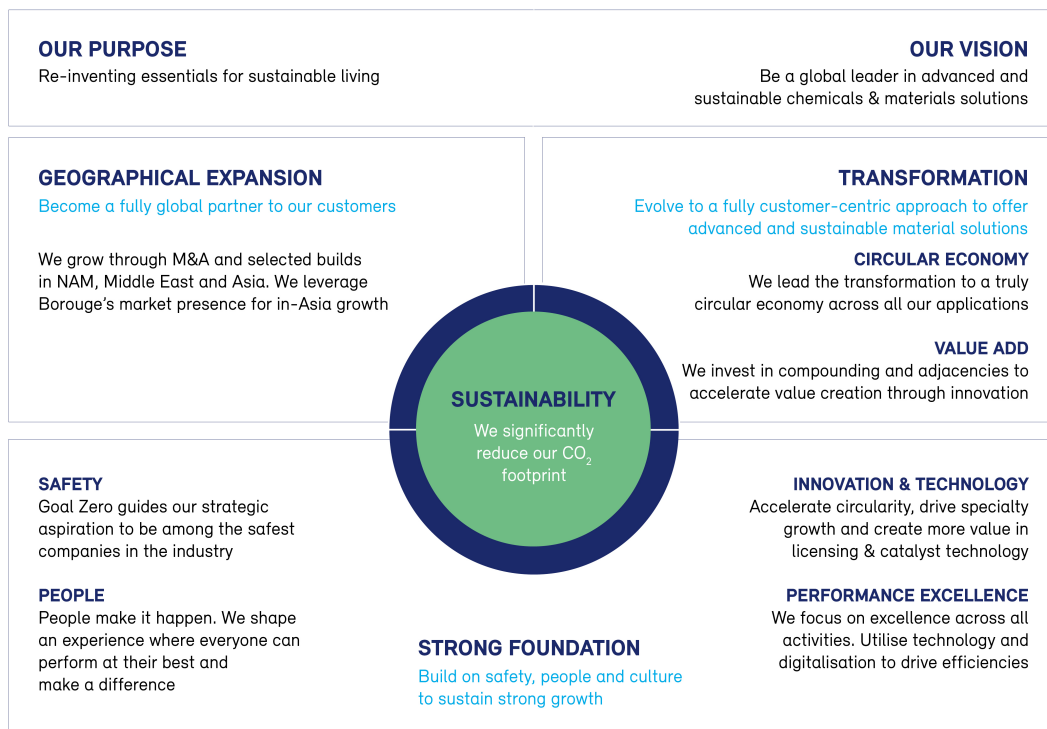 OUR PURPOSE
Re-inventing essentials for sustainable living
OUR VISION
Be a global leader in advanced and
sustainable chemicals & materials solutions
GEOGRAPHICAL EXPANSION
Become a fully global partner to our customers
We grow through M&A and selected builds
in NAM, Middle East and Asia. We leverage
Borouge's market presence for in-Asia growth
TRANSFORMATION
Evolve to a fully customer-centric approach to offer
advanced and sustainable material solutions
CIRCULAR ECONOMY
We lead the transformation to a truly
circular economy across all our applications
VALUE ADD
We invest in compounding and adjacencies to
accelerate value creation through innovation
SUSTAINABILITY
We significantly
reduce our CO₂
footprint
SAFETY
Goal Zero guides our strategic
aspiration to be among the safest
companies in the industry
PEOPLE
People make it happen. We shape
an experience where everyone can
perform at their best and
make a difference
STRONG FOUNDATION
Build on safety, people and culture
to sustain strong growth
INNOVATION & TECHNOLOGY
Accelerate circularity, drive specialty
growth and create more value in
licensing & catalyst technology
PERFORMANCE EXCELLENCE
We focus on excellence across all
activities. Utilise technology and
digitalisation to drive efficiencies